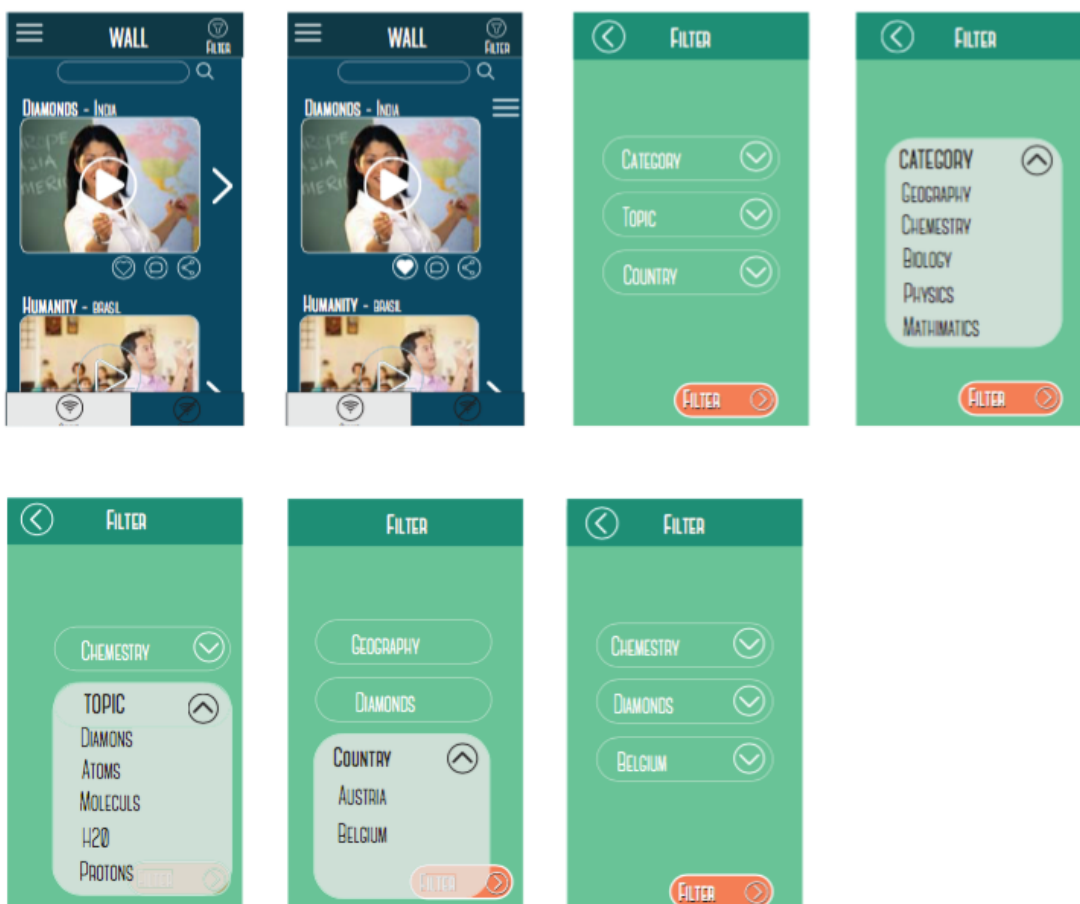 WALL
FILTER
DIAMONDS - INDIA
HUMANITY - BRASIL
WALL
FILTER
DIAMONDS - INDIA
HUMANITY - BRASIL
FILTER
CATEGORY
TOPIC
COUNTRY
FILTER
FILTER
CATEGORY
GEOGRAPHY
CHEMESTRY
BIOLOGY
PHYSICS
MATHIMATICS
FILTER
FILTER
CHEMESTRY
TOPIC
DIAMONS
ATOMS
MOLECULS
H2O
PROTONS
FILTER
FILTER
GEOGRAPHY
DIAMONDS
COUNTRY
AUSTRIA
BELGIUM
FILTER
FILTER
CHEMESTRY
DIAMONDS
BELGIUM
FILTER